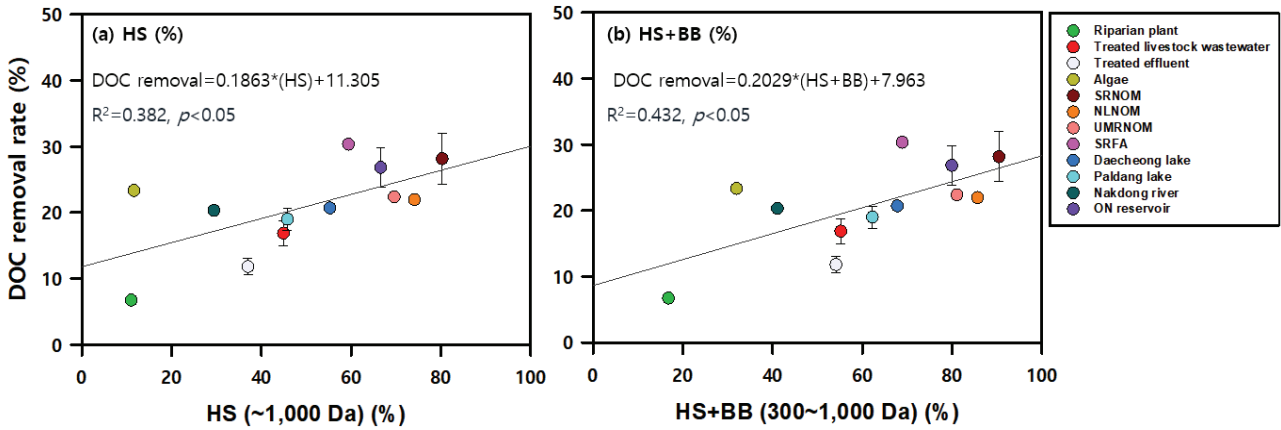 (a) HS (%)
DOC removal=0.1863*(HS)+11.305
R²=0.382, p<0.05
DOC removal rate (%)
50
40
30
20
10
0
0 20 40 60 80 100
HS (~1,000 Da) (%)
(b) HS+BB (%)
DOC removal=0.2029*(HS+BB)+7.963
R²=0.432, p<0.05
50
40
30
20
10
0
0 20 40 60 80 100
HS+BB (300~1,000 Da) (%)
Riparian plant
Treated livestock wastewater
Treated effluent
Algae
SRNOM
NLNOM
UMRNOM
SRFA
Daecheong lake
Paldang lake
Nakdong river
ON reservoir